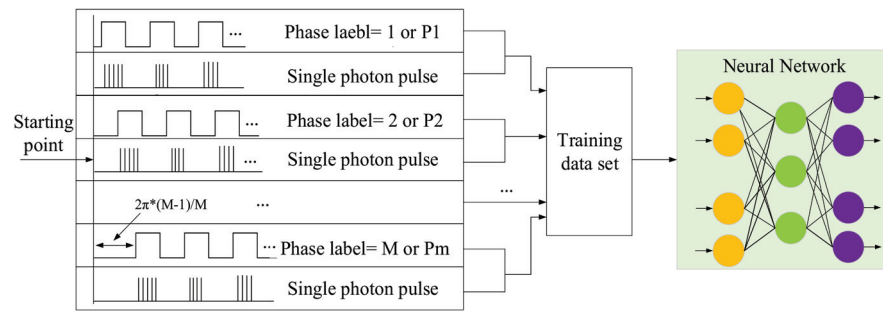 ... Phase laebl= 1 or P1
Single photon pulse
... Phase label= 2 or P2
... Single photon pulse
Starting
point
...
2π*(M-1)/M
... Phase label= M or Pm
Single photon pulse
...
Training
data set
Neural Network